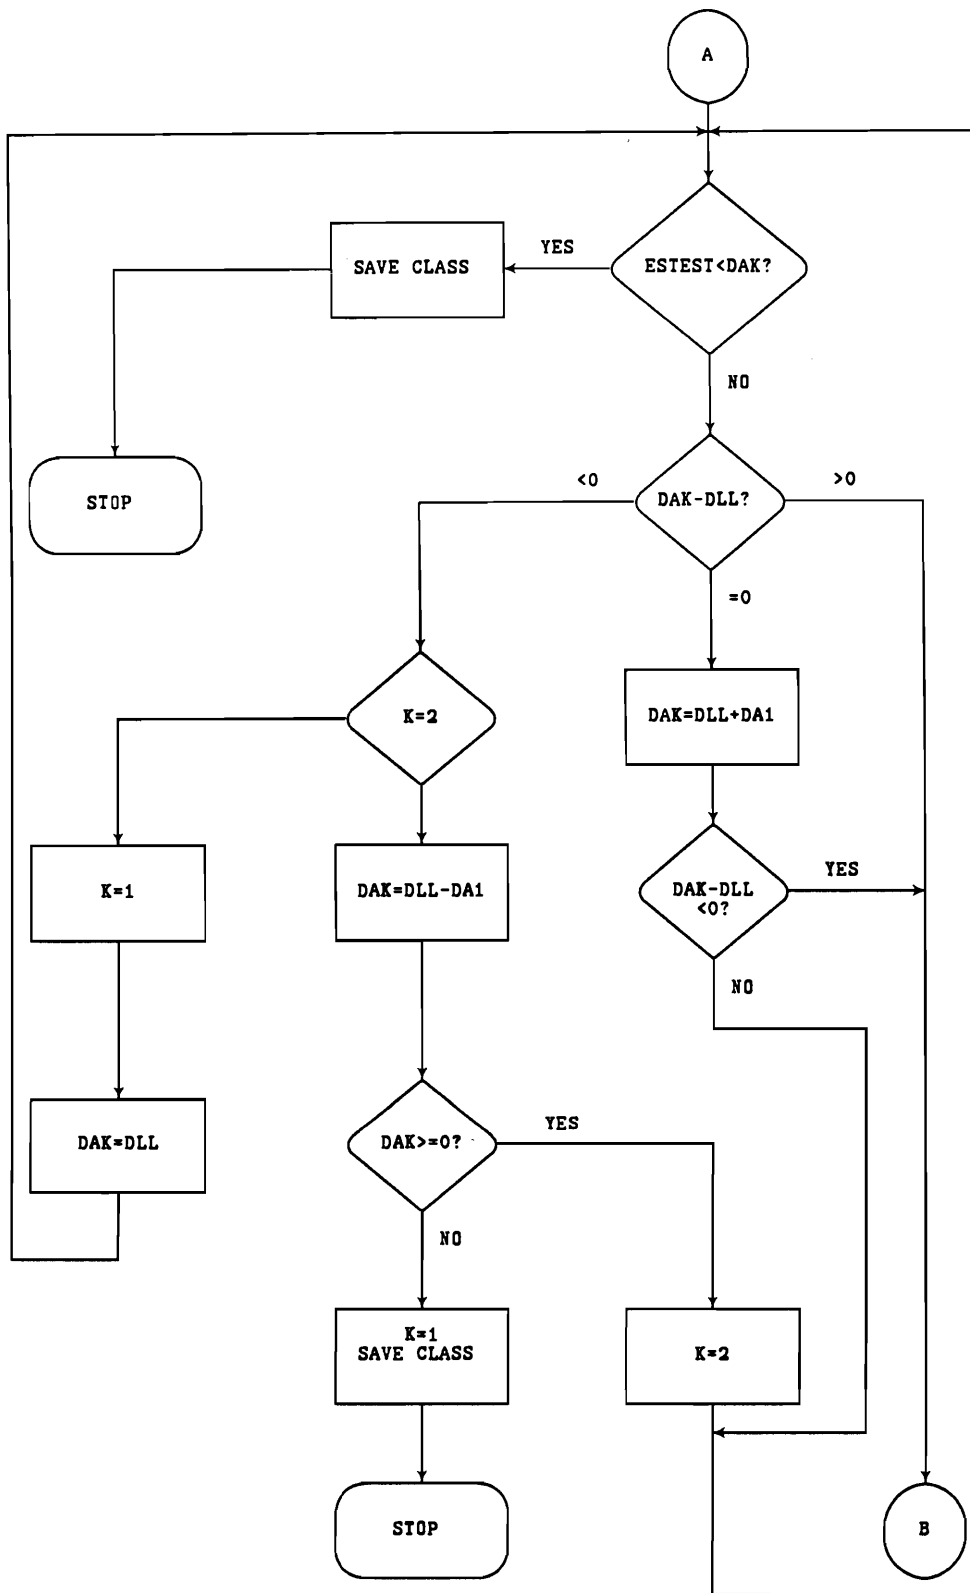 A
YES
SAVE CLASS
ESTEST<DAK?
NO
<0
>0
STOP
DAK-DLL?
=0
K=2
DAK=DLL+DA1
K=1
DAK=DLL-DA1
DAK-DLL
<0?
YES
NO
DAK=DLL
DAK>=0?
YES
NO
K=1
SAVE CLASS
K=2
STOP
B